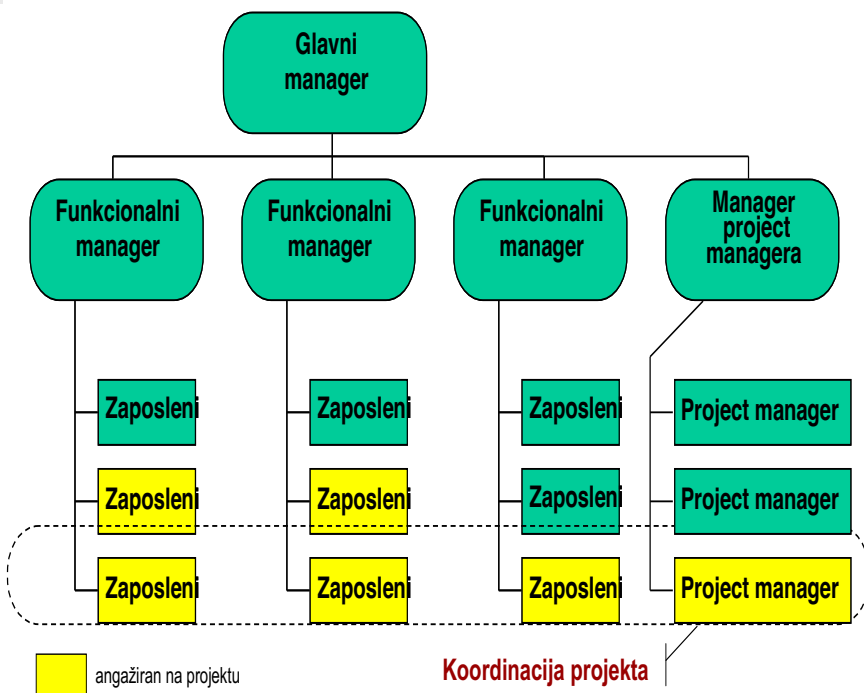 Glavni
manager
Funkcionalni
manager
Funkcionalni
manager
Funkcionalni
manager
Manager
project
managera
Zaposleni
Zaposleni
Zaposleni
Project manager
Zaposleni
Zaposleni
Zaposleni
Project manager
Zaposleni
Zaposleni
Zaposleni
Project manager
angažiran na projektu
Koordinacija projekta